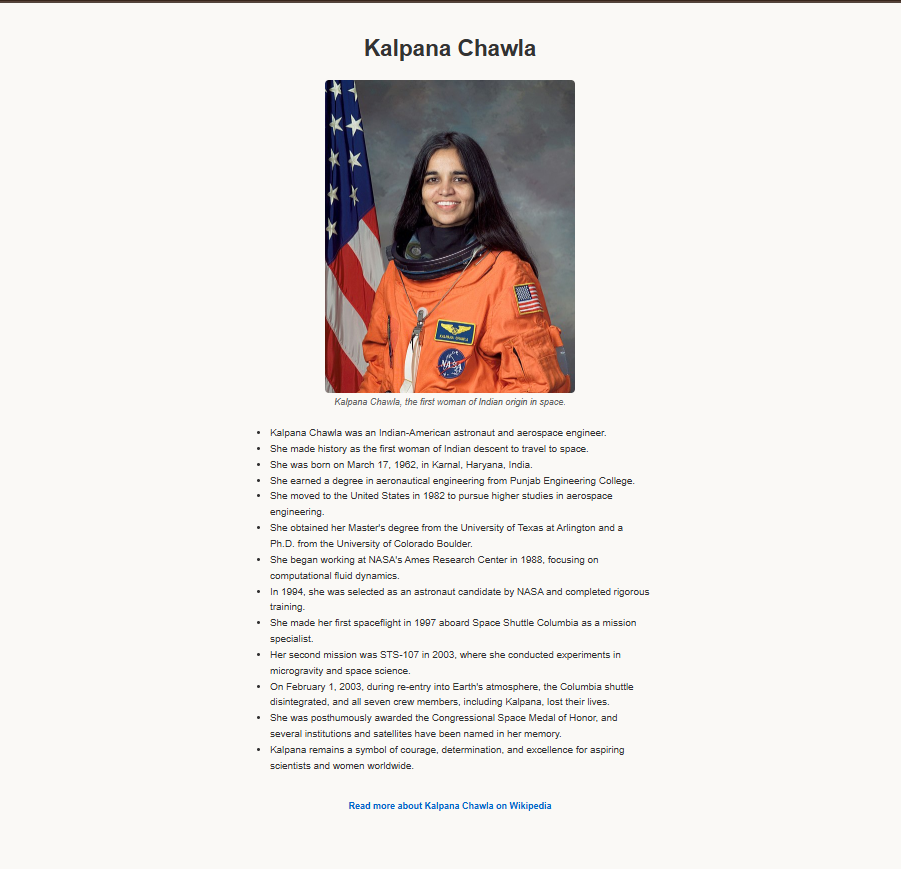 Kalpana Chawla
KALPANA CHAWLA
NASA
Kalpana Chawla, the first woman of Indian origin in space.
• Kalpana Chawla was an Indian-American astronaut and aerospace engineer.
• She made history as the first woman of Indian descent to travel to space.
• She was born on March 17, 1962, in Karnal, Haryana, India.
• She earned a degree in aeronautical engineering from Punjab Engineering College.
• She moved to the United States in 1982 to pursue higher studies in aerospace
engineering.
• She obtained her Master's degree from the University of Texas at Arlington and a
Ph.D. from the University of Colorado Boulder.
• She began working at NASA's Ames Research Center in 1988, focusing on
computational fluid dynamics.
• In 1994, she was selected as an astronaut candidate by NASA and completed rigorous
training.
• She made her first spaceflight in 1997 aboard Space Shuttle Columbia as a mission
specialist.
• Her second mission was STS-107 in 2003, where she conducted experiments in
microgravity and space science.
• On February 1, 2003, during re-entry into Earth's atmosphere, the Columbia shuttle
disintegrated, and all seven crew members, including Kalpana, lost their lives.
• She was posthumously awarded the Congressional Space Medal of Honor, and
several institutions and satellites have been named in her memory.
• Kalpana remains a symbol of courage, determination, and excellence for aspiring
scientists and women worldwide.
Read more about Kalpana Chawla on Wikipedia